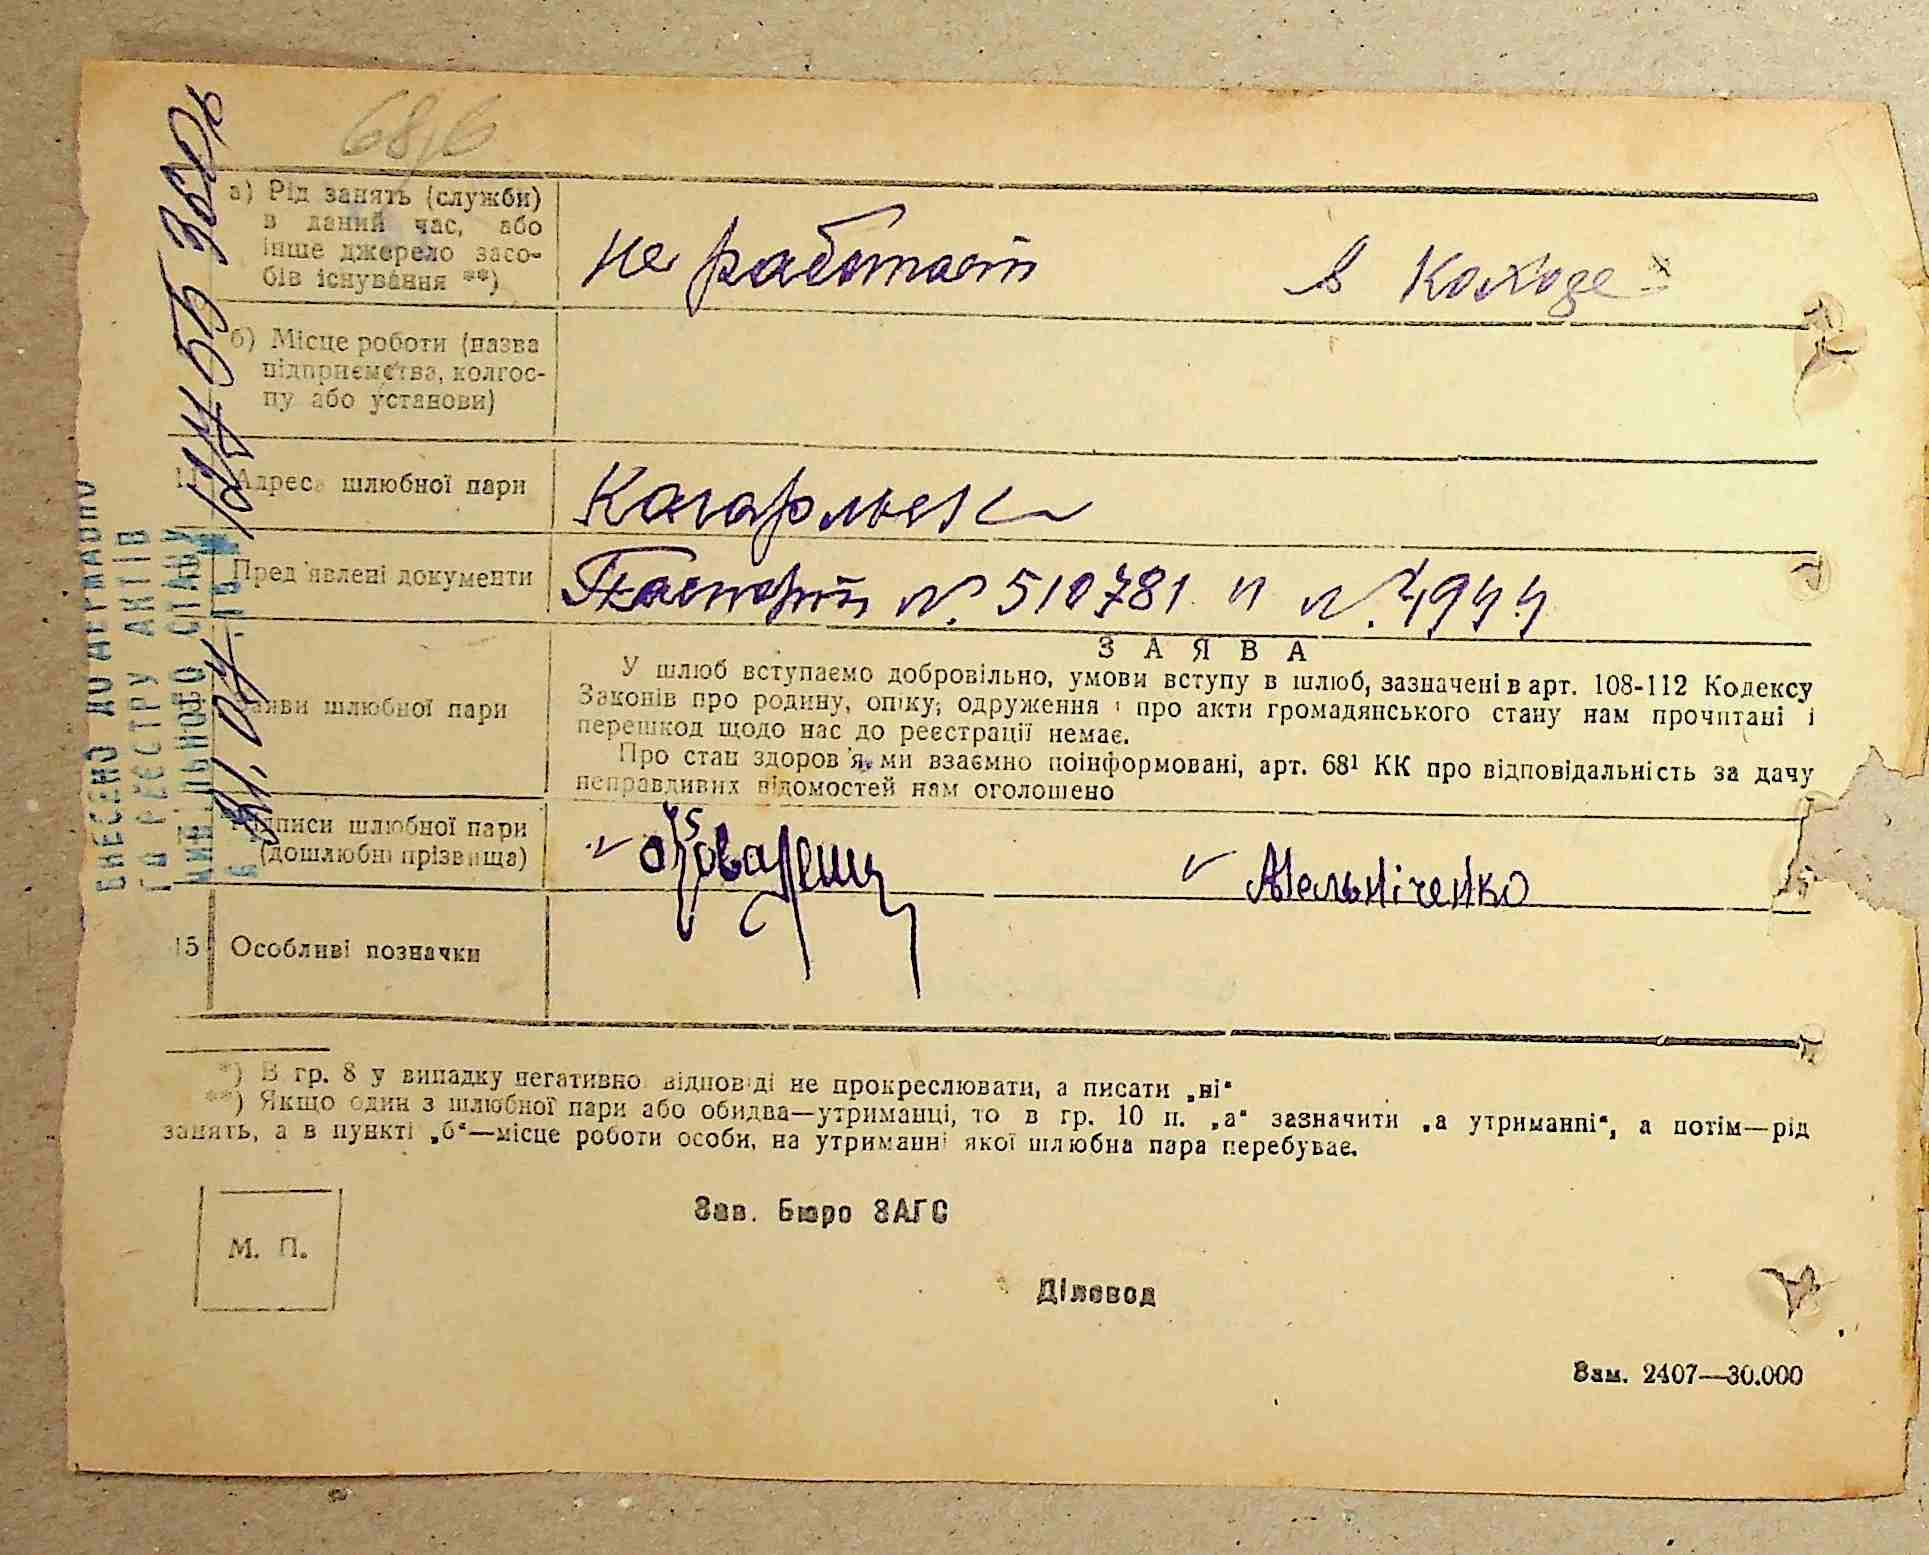 68,6
а) Рід занять (служби)
в даний час, або
інше джерело засо-
бів існування **)
не работает в колхозе
б) Місце роботи (назва
підприємства, колгос-
пу або установи)
Адреса шлюбної пари
Пред'явлені документи
Паспорт №. 510781 и №. 4944
ЗАЯВА
У шлюб вступаємо добровільно, умови вступу в шлюб, зазначені в арт. 108-112 Кодексу
Законів про родину, опіку, одруження і про акти громадянського стану нам прочитані і
перешкод щодо нас до реєстрації немає.
Про стан здоров'я ми взаємно поінформовані, арт. 68¹ КК про відповідальність за дачу
неправдивих відомостей нам оголошено
Заяви шлюбної пари
Підписи шлюбної пари
(дошлюбні прізвища)
Мельніченко
15 Особливі позначки
*) В гр. 8 у випадку негативної відповіді не прокреслювати, а писати „ні“
**) Якщо один з шлюбної пари або обидва—утриманці, то в гр. 10 п. „а“ зазначити „а утриманні“, а потім—рід
занять, а в пункті „б“—місце роботи особи, на утриманні якої шлюбна пара перебуває.
Зав. Бюро ЗАГС
М. П.
Діловод
Зам. 2407—30.000
ВНЕСЕНО ДО ДЕРЖАВНО
ГО РЕЄСТРУ АКТІВ
ЦИВІЛЬНОГО СТАНУ